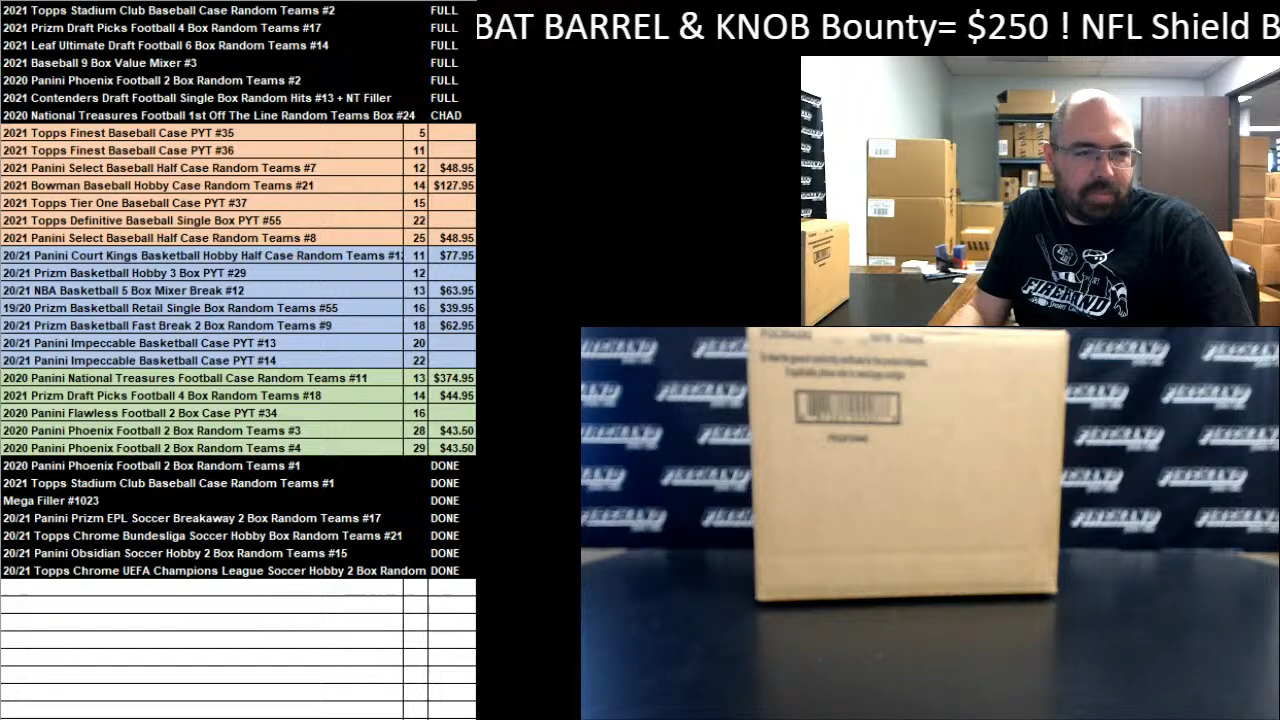 2021 Topps Stadium Club Baseball Case Random Teams #2 FULL
2021 Prizm Draft Picks Football 4 Box Random Teams #17 FULL
2021 Leaf Ultimate Draft Football 6 Box Random Teams #14 FULL
2021 Baseball 9 Box Value Mixer #3 FULL
2020 Panini Phoenix Football 2 Box Random Teams #2 FULL
2021 Contenders Draft Football Single Box Random Hits #13 + NT Filler FULL
2020 National Treasures Football 1st Off The Line Random Teams Box #24 CHAD
2021 Topps Finest Baseball Case PYT #35 5
2021 Topps Finest Baseball Case PYT #36 11
2021 Panini Select Baseball Half Case Random Teams #7 12 $48.95
2021 Bowman Baseball Hobby Case Random Teams #21 14 $127.95
2021 Topps Tier One Baseball Case PYT #37 15
2021 Topps Definitive Baseball Single Box PYT #55 22
2021 Panini Select Baseball Half Case Random Teams #8 25 $48.95
20/21 Panini Court Kings Basketball Hobby Half Case Random Teams #1 11 $77.95
20/21 Prizm Basketball Hobby 3 Box PYT #29 12
20/21 NBA Basketball 5 Box Mixer Break #12 13 $63.95
19/20 Prizm Basketball Retail Single Box Random Teams #55 16 $39.95
20/21 Prizm Basketball Fast Break 2 Box Random Teams #9 18 $62.95
20/21 Panini Impeccable Basketball Case PYT #13 20
20/21 Panini Impeccable Basketball Case PYT #14 22
2020 Panini National Treasures Football Case Random Teams #11 13 $374.95
2021 Prizm Draft Picks Football 4 Box Random Teams #18 14 $44.95
2020 Panini Flawless Football 2 Box Case PYT #34 16
2020 Panini Phoenix Football 2 Box Random Teams #3 28 $43.50
2020 Panini Phoenix Football 2 Box Random Teams #4 29 $43.50
2020 Panini Phoenix Football 2 Box Random Teams #1 DONE
2021 Topps Stadium Club Baseball Case Random Teams #1 DONE
Mega Filler #1023 DONE
20/21 Panini Prizm EPL Soccer Breakaway 2 Box Random Teams #17 DONE
20/21 Topps Chrome Bundesliga Soccer Hobby Box Random Teams #21 DONE
20/21 Panini Obsidian Soccer Hobby 2 Box Random Teams #15 DONE
20/21 Topps Chrome UEFA Champions League Soccer Hobby 2 Box Random DONE
BAT BARREL & KNOB Bounty= $250 ! NFL Shield B
FIREHAND